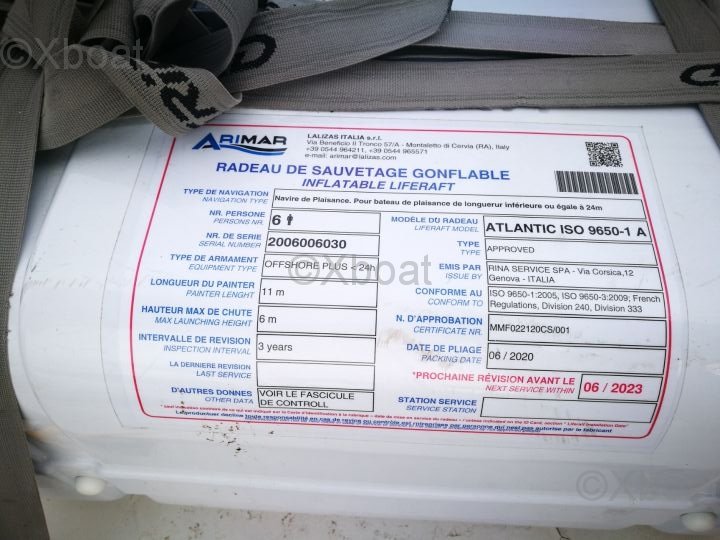 ©Xboat
©Xboat
ARIMAR
LALIZAS ITALIA s.r.l.
Via Beneficio II Tronco 57/A - Montaletto di Cervia (RA), Italy
+39 0544 964211, +39 0544 965571
e-mail: arimar@lalizas.com
RADEAU DE SAUVETAGE GONFLABLE
INFLATABLE LIFERAFT
TYPE DE NAVIGATION
NAVIGATION TYPE
Navire de Plaisance. Pour bateau de plaisance de longuerur inférieure ou égale à 24m
NR. PERSONE
PERSONS NR.
6
MODÈLE DU RADEAU
LIFERAFT MODEL
ATLANTIC ISO 9650-1 A
NR. DE SERIE
SERIAL NUMBER
2006006030
TYPE
TYPE
APPROVED
TYPE DE ARMAMENT
EQUIPMENT TYPE
OFFSHORE PLUS < 24h
EMIS PAR
ISSUE BY
RINA SERVICE SPA - Via Corsica,12
Genova - ITALIA
LONGUEUR DU PAINTER
PAINTER LENGHT
11 m
CONFORME AU
CONFORM TO
ISO 9650-1:2005, ISO 9650-3:2009; French
Regulations, Division 240, Division 333
HAUTEUR MAX DE CHUTE
MAX LAUNCHING HEIGHT
6 m
N. D'APPROBATION
CERTIFICATE NR.
MMF022120CS/001
INTERVALLE DE REVISION
INSPECTION INTERVAL
3 years
DATE DE PLIAGE
PACKING DATE
06 / 2020
LA DERNIERE REVISION
LAST SERVICE
*PROCHAINE RÉVISION AVANT LE
NEXT SERVICE WITHIN
06 / 2023
D'AUTRES DONNES
OTHER DATA
VOIR LE FASCICULE
DE CONTROLL
STATION SERVICE
SERVICE STATION
©Xboat
©Xboat